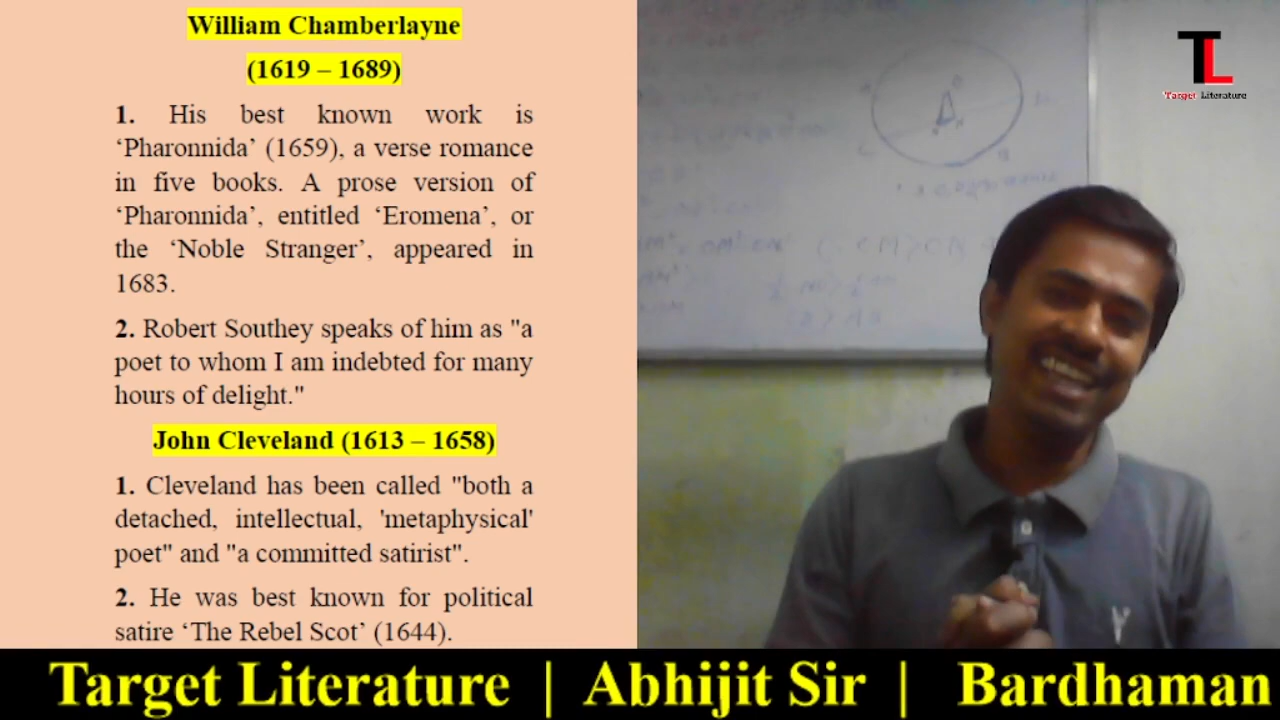 William Chamberlayne
(1619 – 1689)
1. His best known work is
‘Pharonnida’ (1659), a verse romance
in five books. A prose version of
‘Pharonnida’, entitled ‘Eromena’, or
the ‘Noble Stranger’, appeared in
1683.
2. Robert Southey speaks of him as "a
poet to whom I am indebted for many
hours of delight."
John Cleveland (1613 – 1658)
1. Cleveland has been called "both a
detached, intellectual, 'metaphysical'
poet" and "a committed satirist".
2. He was best known for political
satire ‘The Rebel Scot’ (1644).
TL
Target Literature
Target Literature | Abhijit Sir | Bardhaman